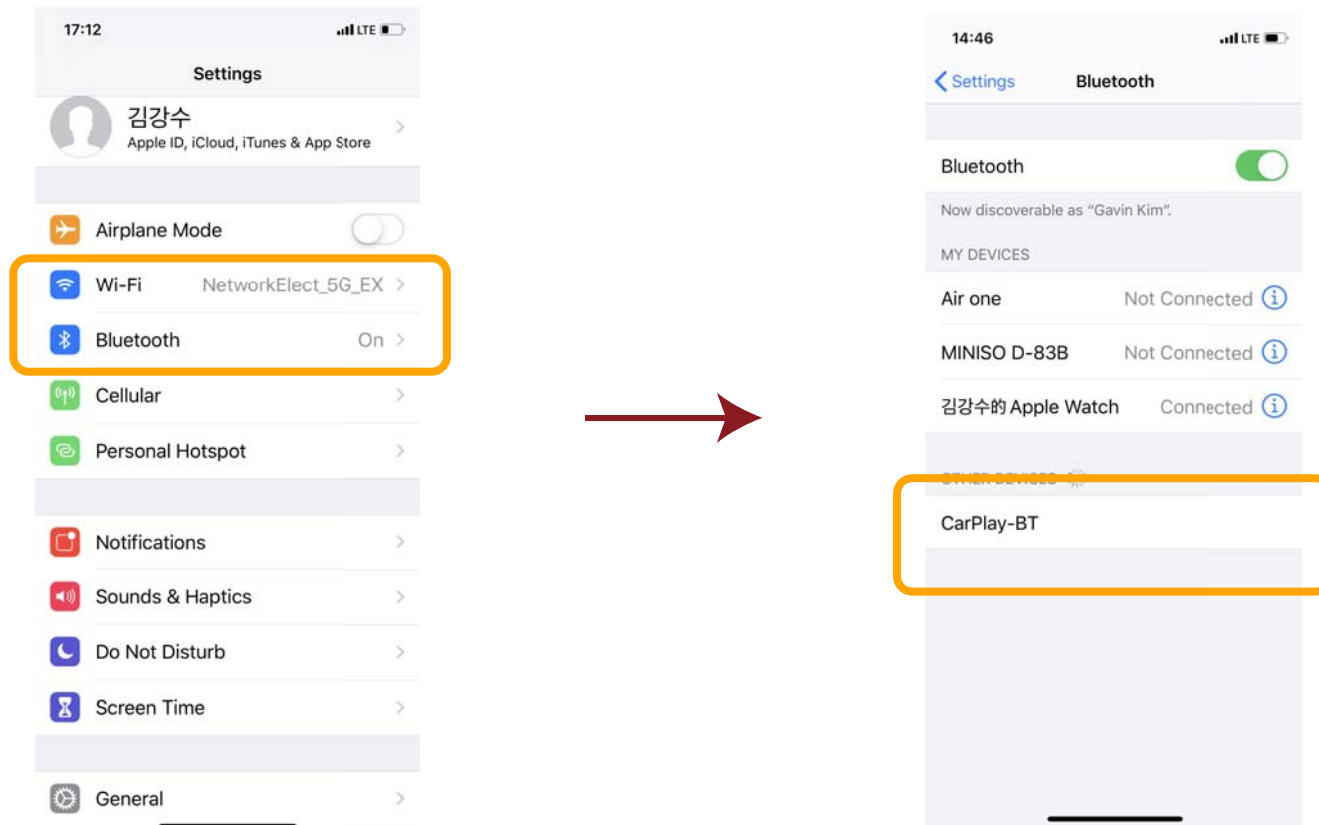 17:12
LTE
Settings
김강수
Apple ID, iCloud, iTunes & App Store
Airplane Mode
Wi-Fi NetworkElect_5G_EX
Bluetooth On
Cellular
Personal Hotspot
Notifications
Sounds & Haptics
Do Not Disturb
Screen Time
General
14:46
LTE
Settings Bluetooth
Bluetooth
Now discoverable as “Gavin Kim”.
MY DEVICES
Air one Not Connected
MINISO D-83B Not Connected
김강수的 Apple Watch Connected
OTHER DEVICES
CarPlay-BT